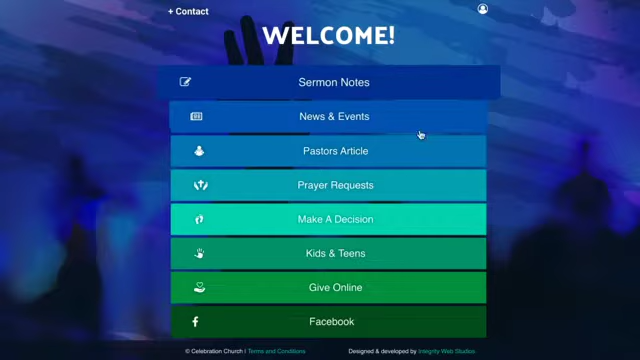 + Contact
WELCOME!
Sermon Notes
News & Events
Pastors Article
Prayer Requests
Make A Decision
Kids & Teens
Give Online
Facebook
© Celebration Church | Terms and Conditions
Designed & developed by Integrity Web Studios